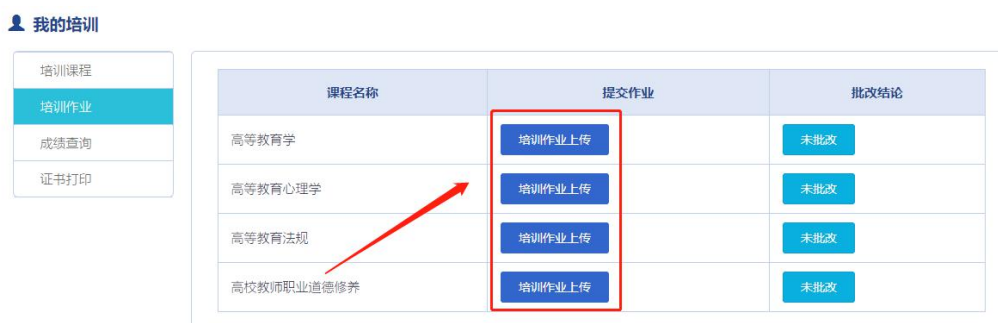 我的培训
培训课程
培训作业
成绩查询
证书打印
课程名称 提交作业 批改结论
高等教育学 培训作业上传 未批改
高等教育心理学 培训作业上传 未批改
高等教育法规 培训作业上传 未批改
高校教师职业道德修养 培训作业上传 未批改